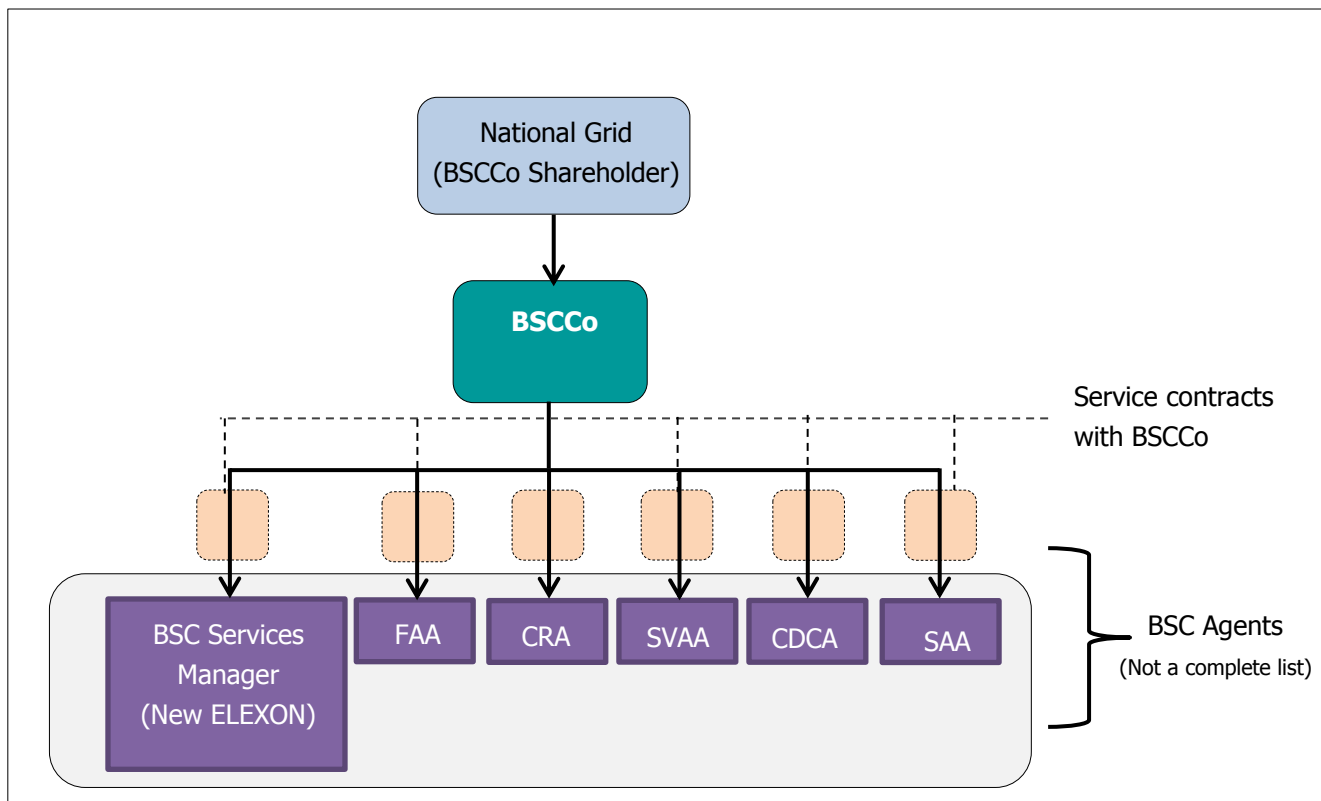 National Grid
(BSCCo Shareholder)
BSCCo
Service contracts
with BSCCo
BSC Services
Manager
(New ELEXON)
FAA
CRA
SVAA
CDCA
SAA
BSC Agents
(Not a complete list)